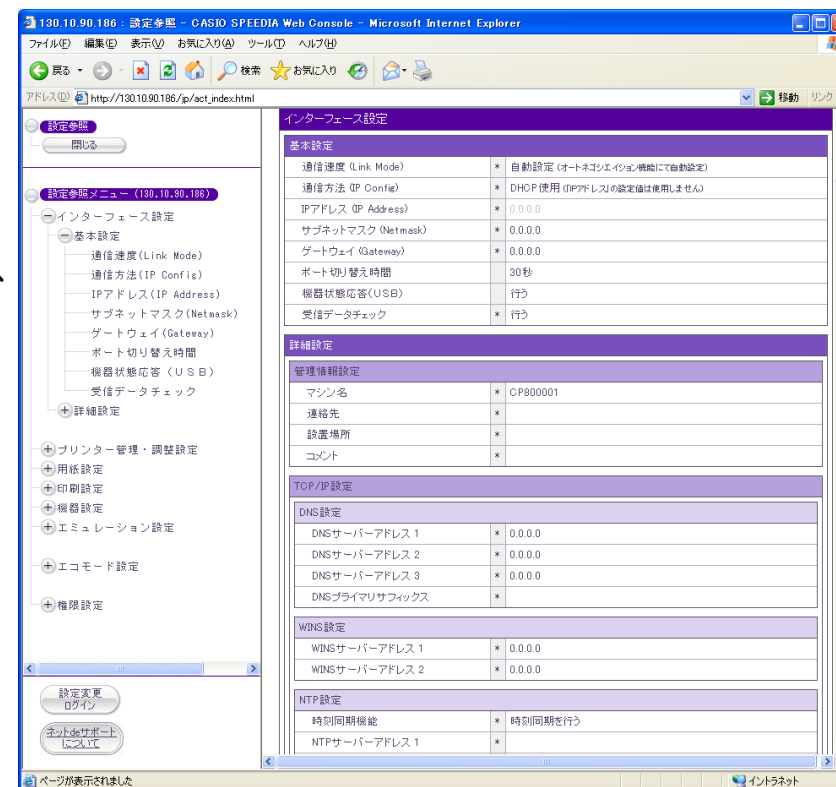 130.10.90.186 : 設定参照 - CASIO SPEEDIA Web Console - Microsoft Internet Explorer
ファイル(F) 編集(E) 表示(V) お気に入り(A) ツール(T) ヘルプ(H)
戻る 検索 お気に入り
アドレス(D) http://130.10.90.186/jp/act_index.html 移動 リンク
設定参照
閉じる
設定参照メニュー (130.10.90.186)
インターフェース設定
基本設定
通信速度(Link Mode)
通信方法(IP Config)
IPアドレス(IP Address)
サブネットマスク(Netmask)
ゲートウェイ(Gateway)
ポート切り替え時間
機器状態応答(USB)
受信データチェック
詳細設定
プリンター管理・調整設定
用紙設定
印刷設定
機器設定
エミュレーション設定
エコモード設定
権限設定
設定変更
ログイン
ネットdeサポート
について
インターフェース設定
基本設定
通信速度 (Link Mode) * 自動設定 (オートネゴシエイション機能にて自動設定)
通信方法 (IP Config) * DHCP使用 (「IPアドレス」の設定値は使用しません)
IPアドレス (IP Address) * 0.0.0.0
サブネットマスク (Netmask) * 0.0.0.0
ゲートウェイ (Gateway) * 0.0.0.0
ポート切り替え時間 30秒
機器状態応答(USB) 行う
受信データチェック * 行う
詳細設定
管理情報設定
マシン名 * CP800001
連絡先 *
設置場所 *
コメント *
TCP/IP設定
DNS設定
DNSサーバーアドレス 1 * 0.0.0.0
DNSサーバーアドレス 2 * 0.0.0.0
DNSサーバーアドレス 3 * 0.0.0.0
DNSプライマリサフィックス *
WINS設定
WINSサーバーアドレス 1 * 0.0.0.0
WINSサーバーアドレス 2 * 0.0.0.0
NTP設定
時刻同期機能 * 時刻同期を行う
NTPサーバーアドレス 1 *
ページが表示されました イントラネット